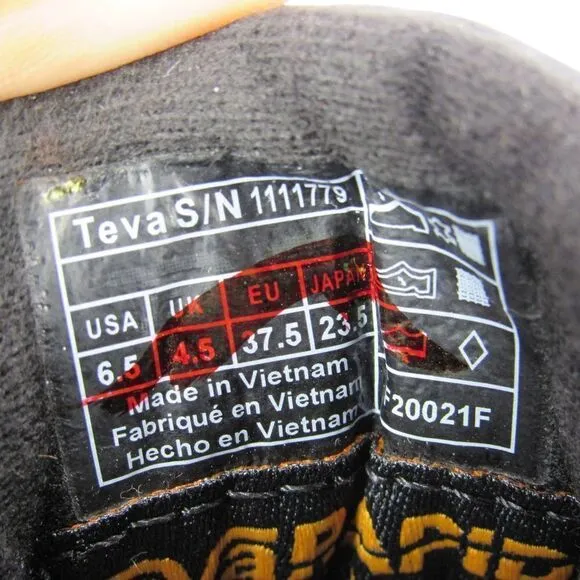 Teva S/N 1111779
USA UK EU JAPAN
6.5 4.5 37.5 23.5
Made in Vietnam
Fabriqué en Vietnam
Hecho en Vietnam
F20021F